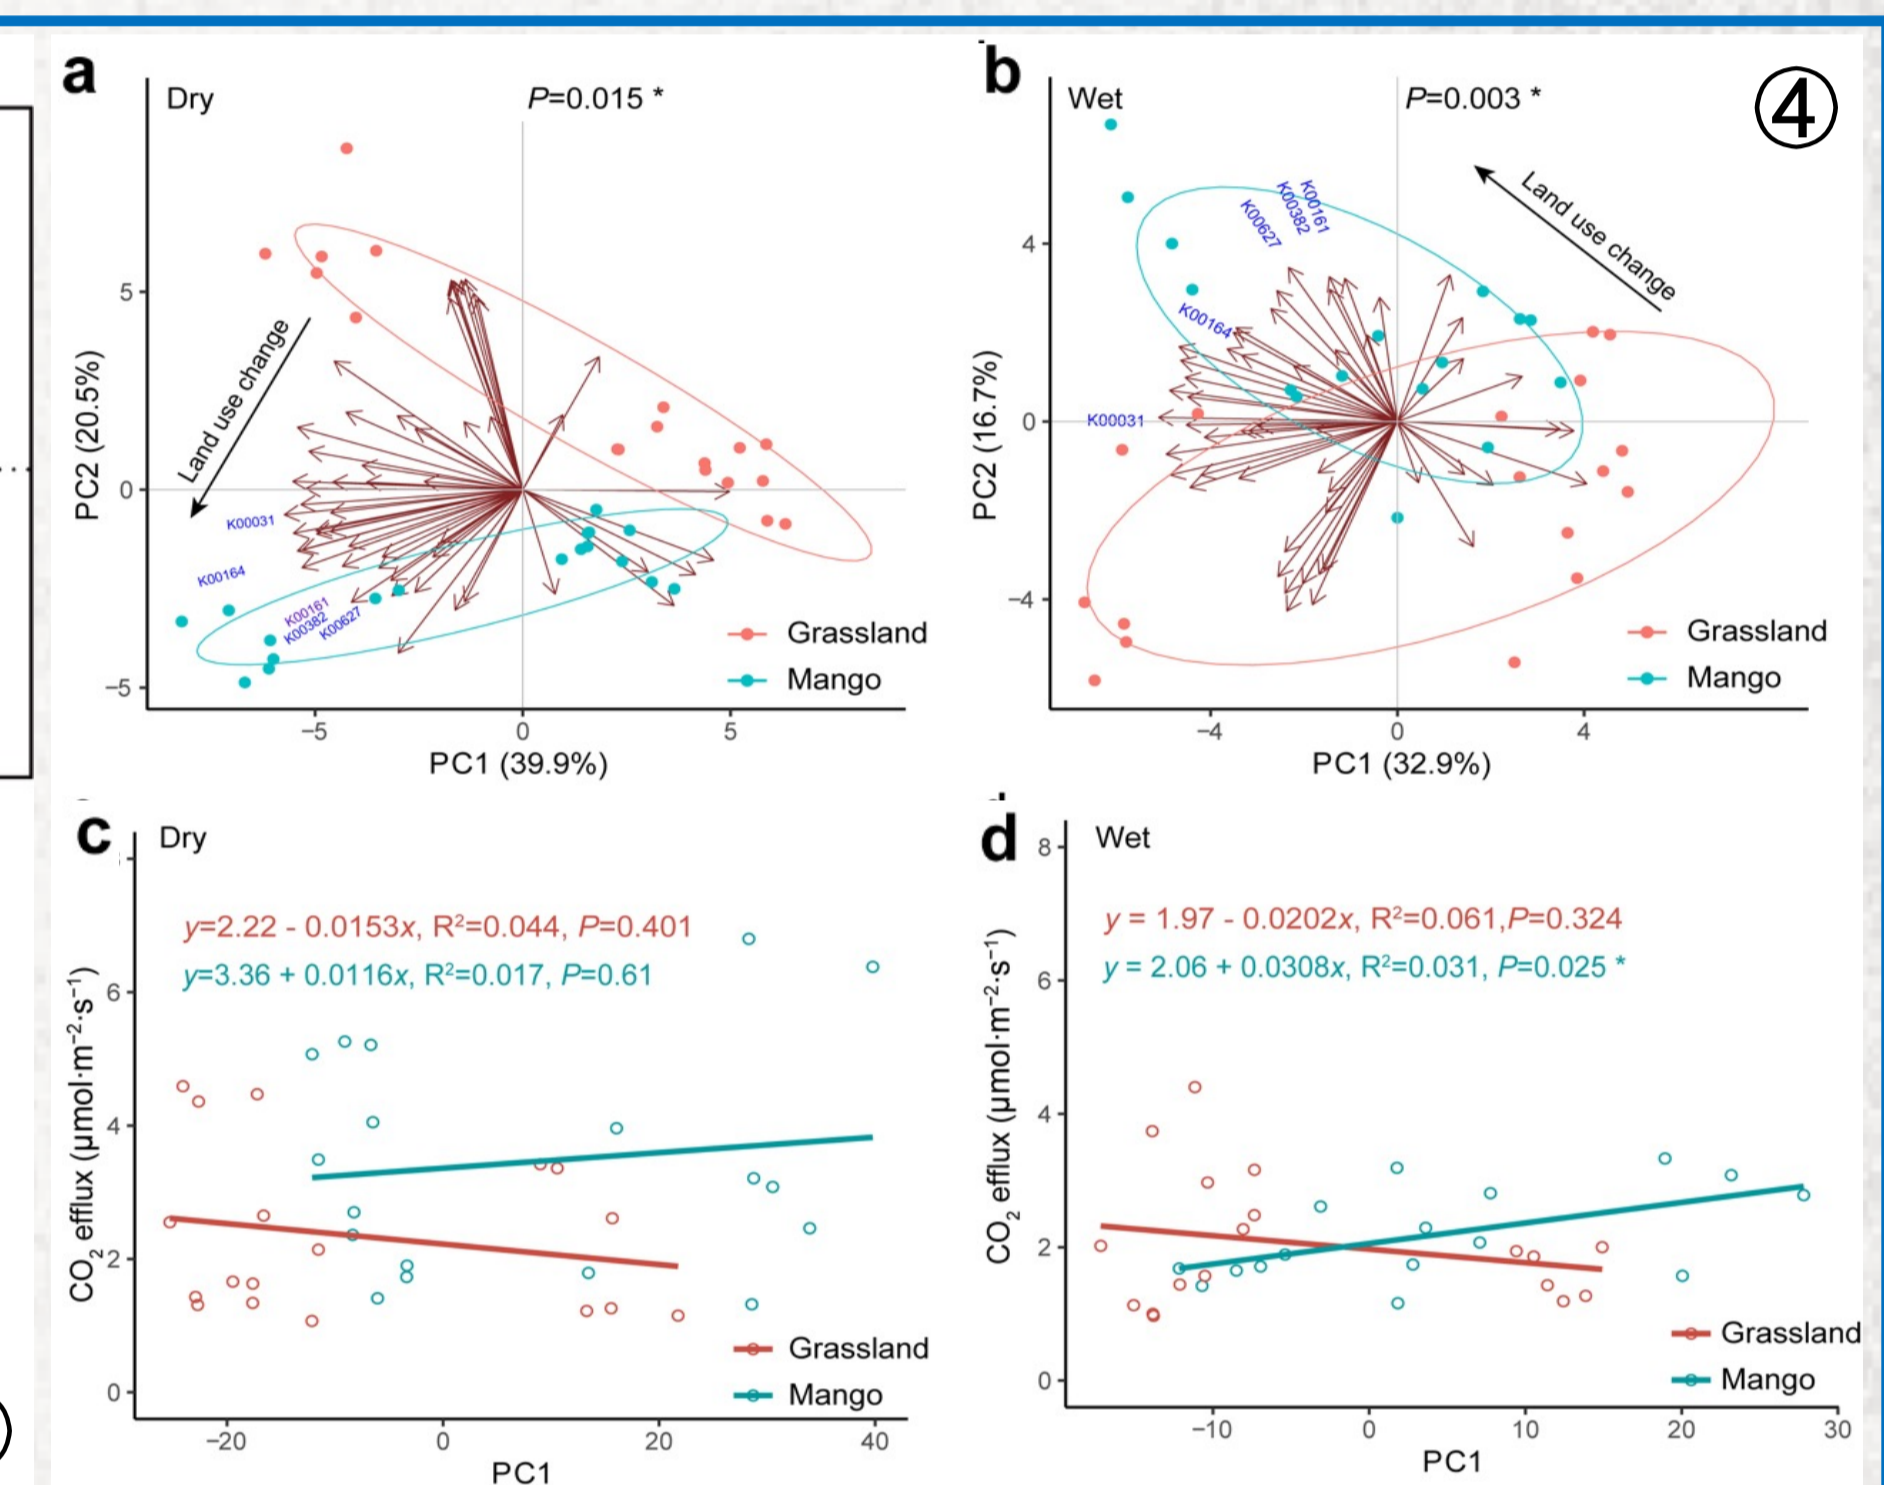 a
Dry
P=0.015 *
5
0
−5
−5
0
5
PC2 (20.5%)
PC1 (39.9%)
Land use change
K00031
K00164
K00161
K00382
K00627
Grassland
Mango
b
Wet
P=0.003 *
④
4
0
−4
−4
0
4
PC2 (16.7%)
PC1 (32.9%)
Land use change
K00161
K00382
K00627
K00164
K00031
Grassland
Mango
c
Dry
y=2.22 - 0.0153x, R²=0.044, P=0.401
y=3.36 + 0.0116x, R²=0.017, P=0.61
6
4
2
0
−20
0
20
40
CO₂ efflux (μmol·m⁻²·s⁻¹)
PC1
Grassland
Mango
d
Wet
y = 1.97 - 0.0202x, R²=0.061,P=0.324
y = 2.06 + 0.0308x, R²=0.031, P=0.025 *
8
6
4
2
0
−10
0
10
20
30
CO₂ efflux (μmol·m⁻²·s⁻¹)
PC1
Grassland
Mango